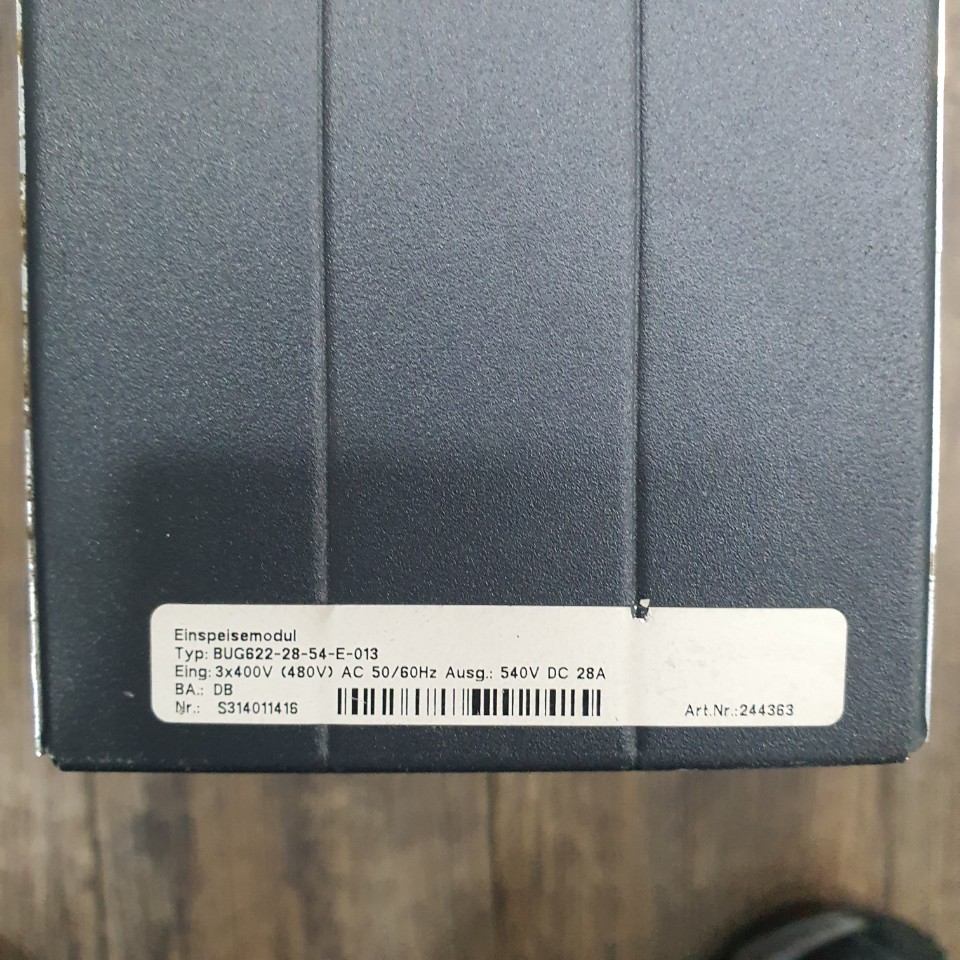 Einspeisemodul
Typ: BUG622-28-54-E-013
Eing: 3x400V (480V) AC 50/60Hz Ausg.: 540V DC 28A
BA.: DB
Nr.: S314011416
Art.Nr.:244363